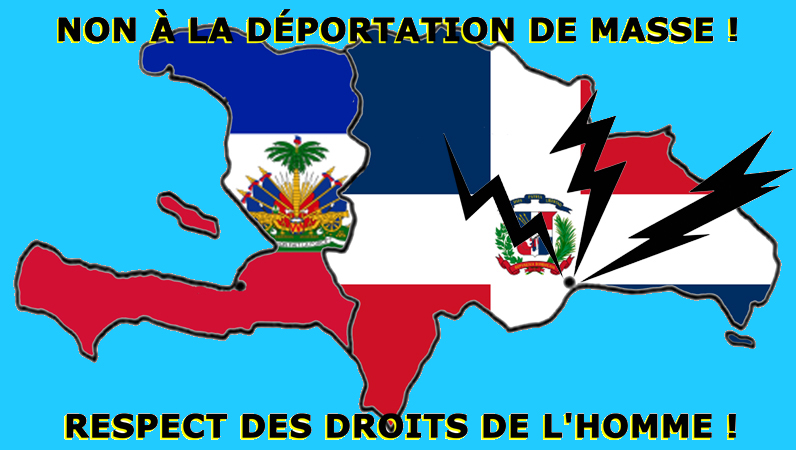 NON À LA DÉPORTATION DE MASSE !
RESPECT DES DROITS DE L'HOMME !